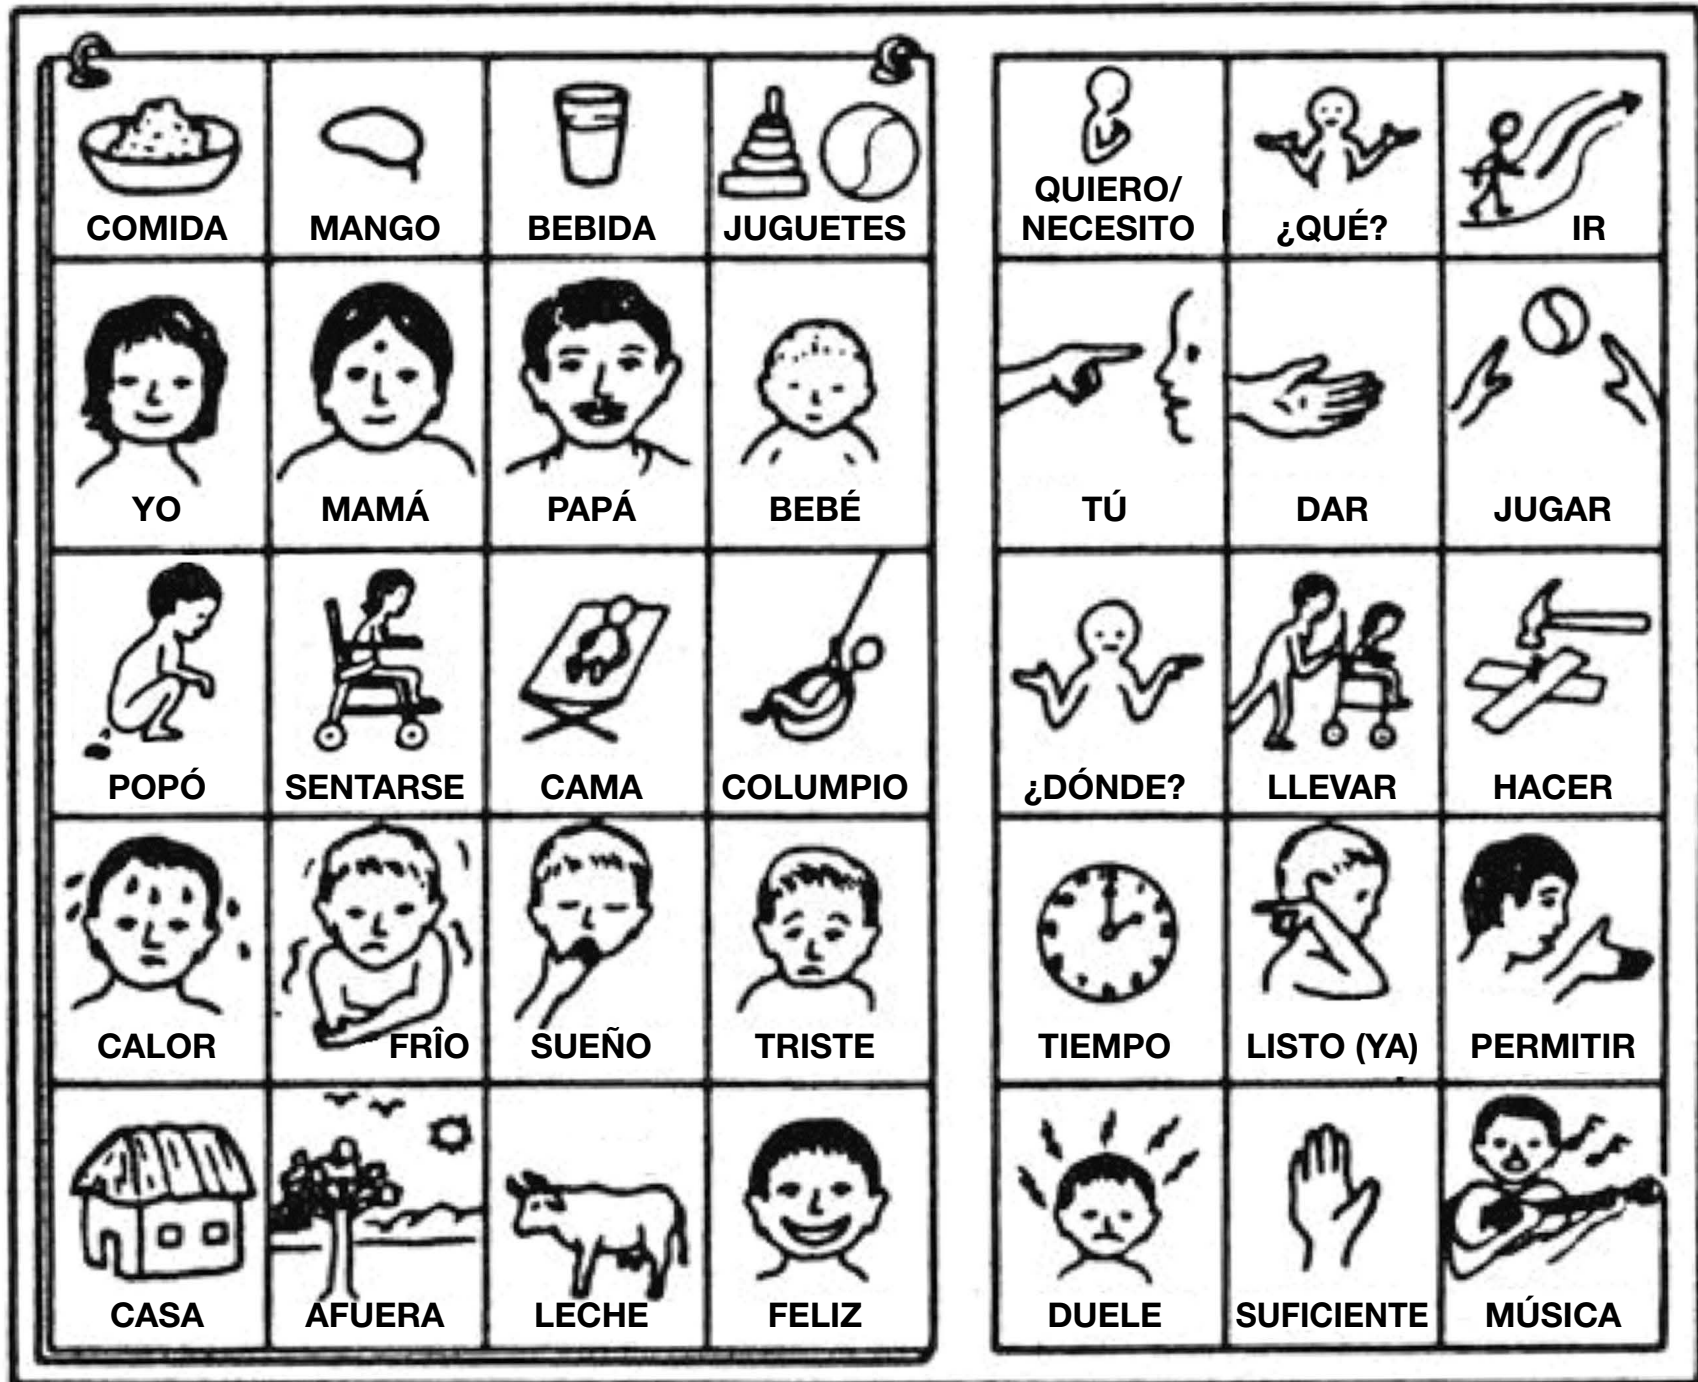 COMIDA
MANGO
BEBIDA
JUGUETES
YO
MAMÁ
PAPÁ
BEBÉ
POPÓ
SENTARSE
CAMA
COLUMPIO
CALOR
FRÎO
SUEÑO
TRISTE
CASA
AFUERA
LECHE
FELIZ
QUIERO/
NECESITO
¿QUÉ?
IR
TÚ
DAR
JUGAR
¿DÓNDE?
LLEVAR
HACER
TIEMPO
LISTO (YA)
PERMITIR
DUELE
SUFICIENTE
MÚSICA